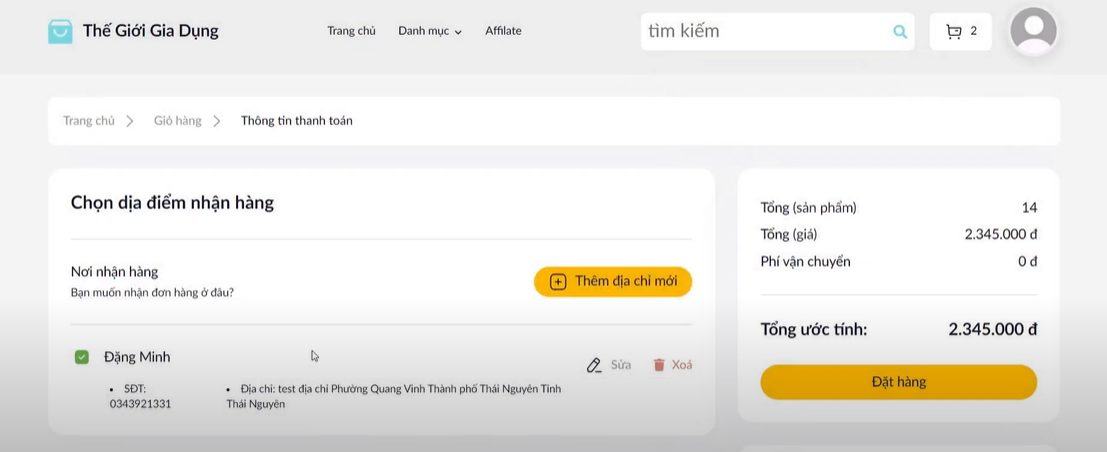 Thế Giới Gia Dụng
Trang chủ
Danh mục
Affilate
tìm kiếm
2
Trang chủ
Giỏ hàng
Thông tin thanh toán
Chọn địa điểm nhận hàng
Nơi nhận hàng
Bạn muốn nhận đơn hàng ở đâu?
Thêm địa chỉ mới
Đặng Minh
Sửa
Xoá
• SĐT:
0343921331
• Địa chỉ: test địa chỉ Phường Quang Vinh Thành phố Thái Nguyên Tỉnh
Thái Nguyên
Tổng (sản phẩm) 14
Tổng (giá) 2.345.000 đ
Phí vận chuyển 0 đ
Tổng ước tính: 2.345.000 đ
Đặt hàng